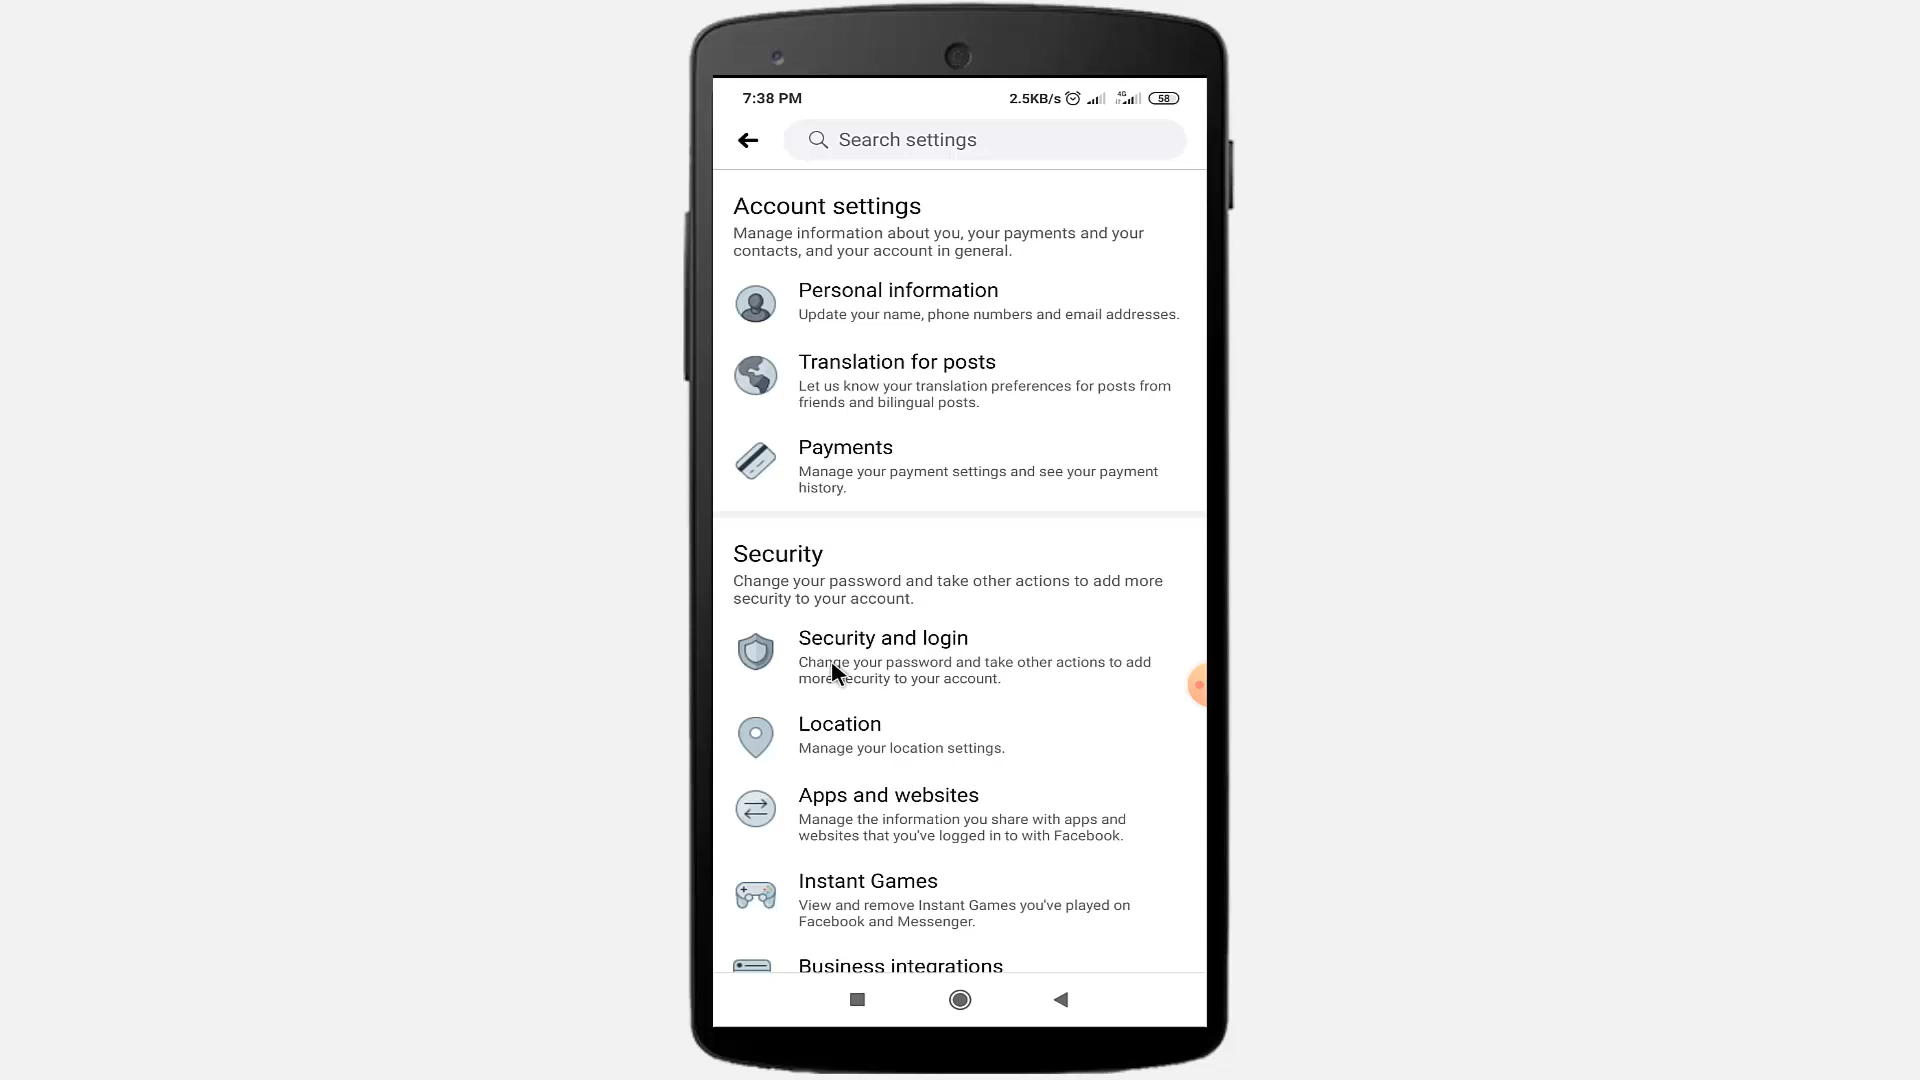 7:38 PM
2.5KB/s 4G 58
Search settings
Account settings
Manage information about you, your payments and your
contacts, and your account in general.
Personal information
Update your name, phone numbers and email addresses.
Translation for posts
Let us know your translation preferences for posts from
friends and bilingual posts.
Payments
Manage your payment settings and see your payment
history.
Security
Change your password and take other actions to add more
security to your account.
Security and login
Change your password and take other actions to add
more security to your account.
Location
Manage your location settings.
Apps and websites
Manage the information you share with apps and
websites that you've logged in to with Facebook.
Instant Games
View and remove Instant Games you've played on
Facebook and Messenger.
Business integrations